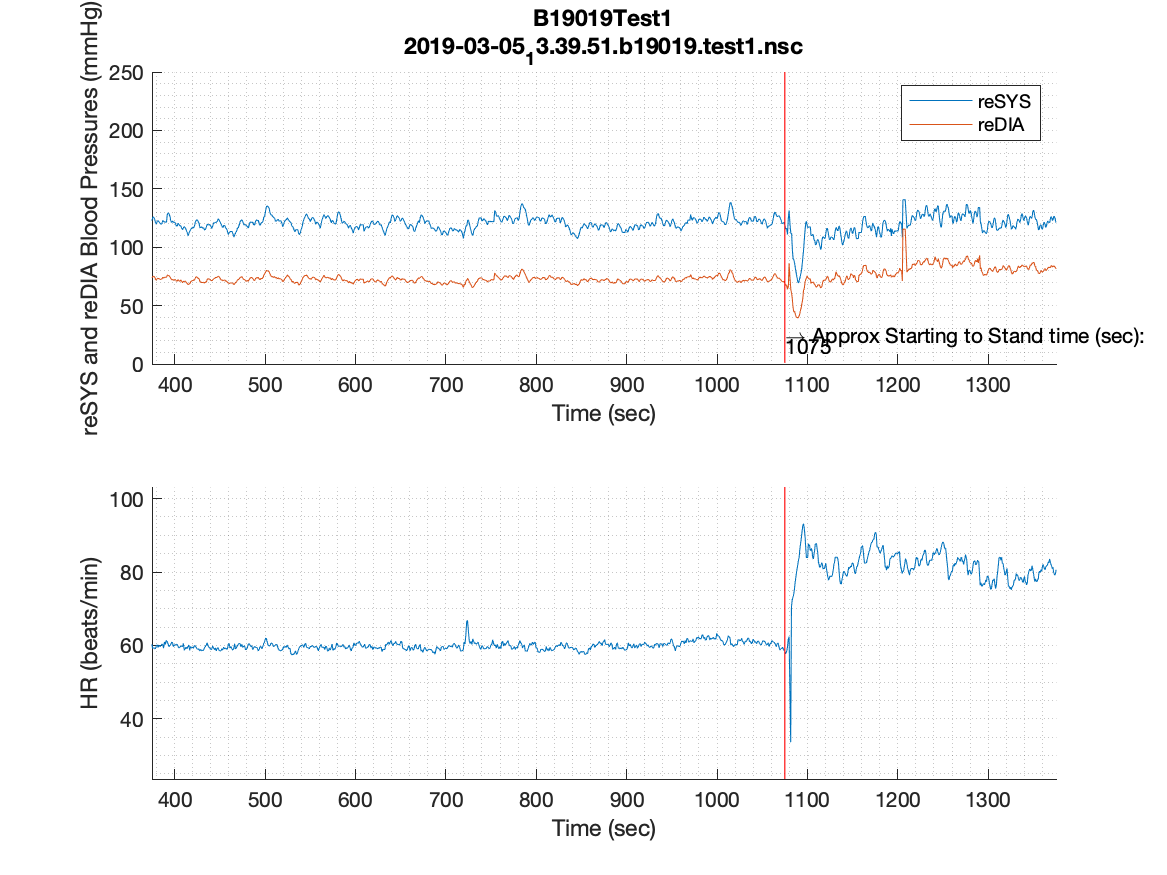 B19019Test1
2019-03-05₁3.39.51.b19019.test1.nsc
reSYS and reDIA Blood Pressures (mmHg)
250
200
150
100
50
0
reSYS
reDIA
→ Approx Starting to Stand time (sec):
1075
400 500 600 700 800 900 1000 1100 1200 1300
Time (sec)
HR (beats/min)
100
80
60
40
400 500 600 700 800 900 1000 1100 1200 1300
Time (sec)